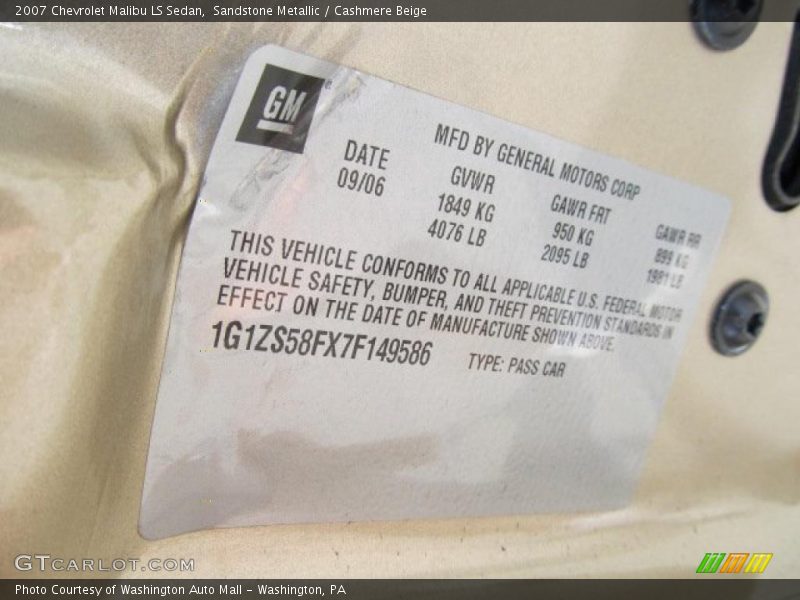 2007 Chevrolet Malibu LS Sedan, Sandstone Metallic / Cashmere Beige
GM
MFD BY GENERAL MOTORS CORP
DATE GVWR GAWR FRT GAWR RR
09/06 1849 KG 950 KG 899 KG
4076 LB 2095 LB 1981 LB
THIS VEHICLE CONFORMS TO ALL APPLICABLE U.S. FEDERAL MOTOR
VEHICLE SAFETY, BUMPER, AND THEFT PREVENTION STANDARDS IN
EFFECT ON THE DATE OF MANUFACTURE SHOWN ABOVE.
1G1ZS58FX7F149586 TYPE: PASS CAR
GTCARLOT.COM
Photo Courtesy of Washington Auto Mall - Washington, PA